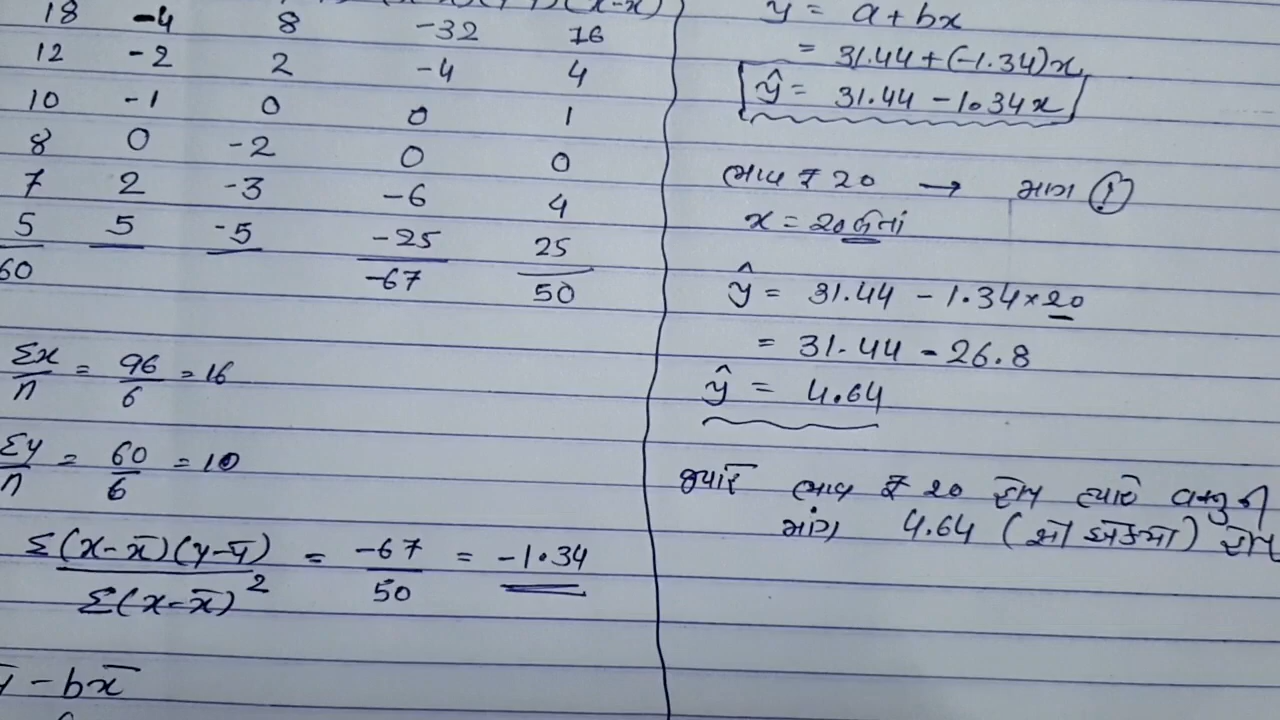 18 -4 8 -32 16
12 -2 2 -4 4
10 -1 0 0 1
8 0 -2 0 0
7 2 -3 -6 4
5 5 -5 -25 25
60 -67 50
Σx/n = 96/6 = 16
Σy/n = 60/6 = 10
Σ(x-x̄)(y-ȳ)/Σ(x-x̄)² = -67/50 = -1.34
- bx̄
y = a + bx
= 31.44 + (-1.34)x
ŷ = 31.44 - 1.34x
ભાવ ₹ 20 → માંગ ?
x = 20 લેતાં
ŷ = 31.44 - 1.34 × 20
= 31.44 - 26.8
ŷ = 4.64
જ્યારે ભાવ ₹ 20 હોય ત્યારે વસ્તુની
માંગ 4.64 (સો) હોય